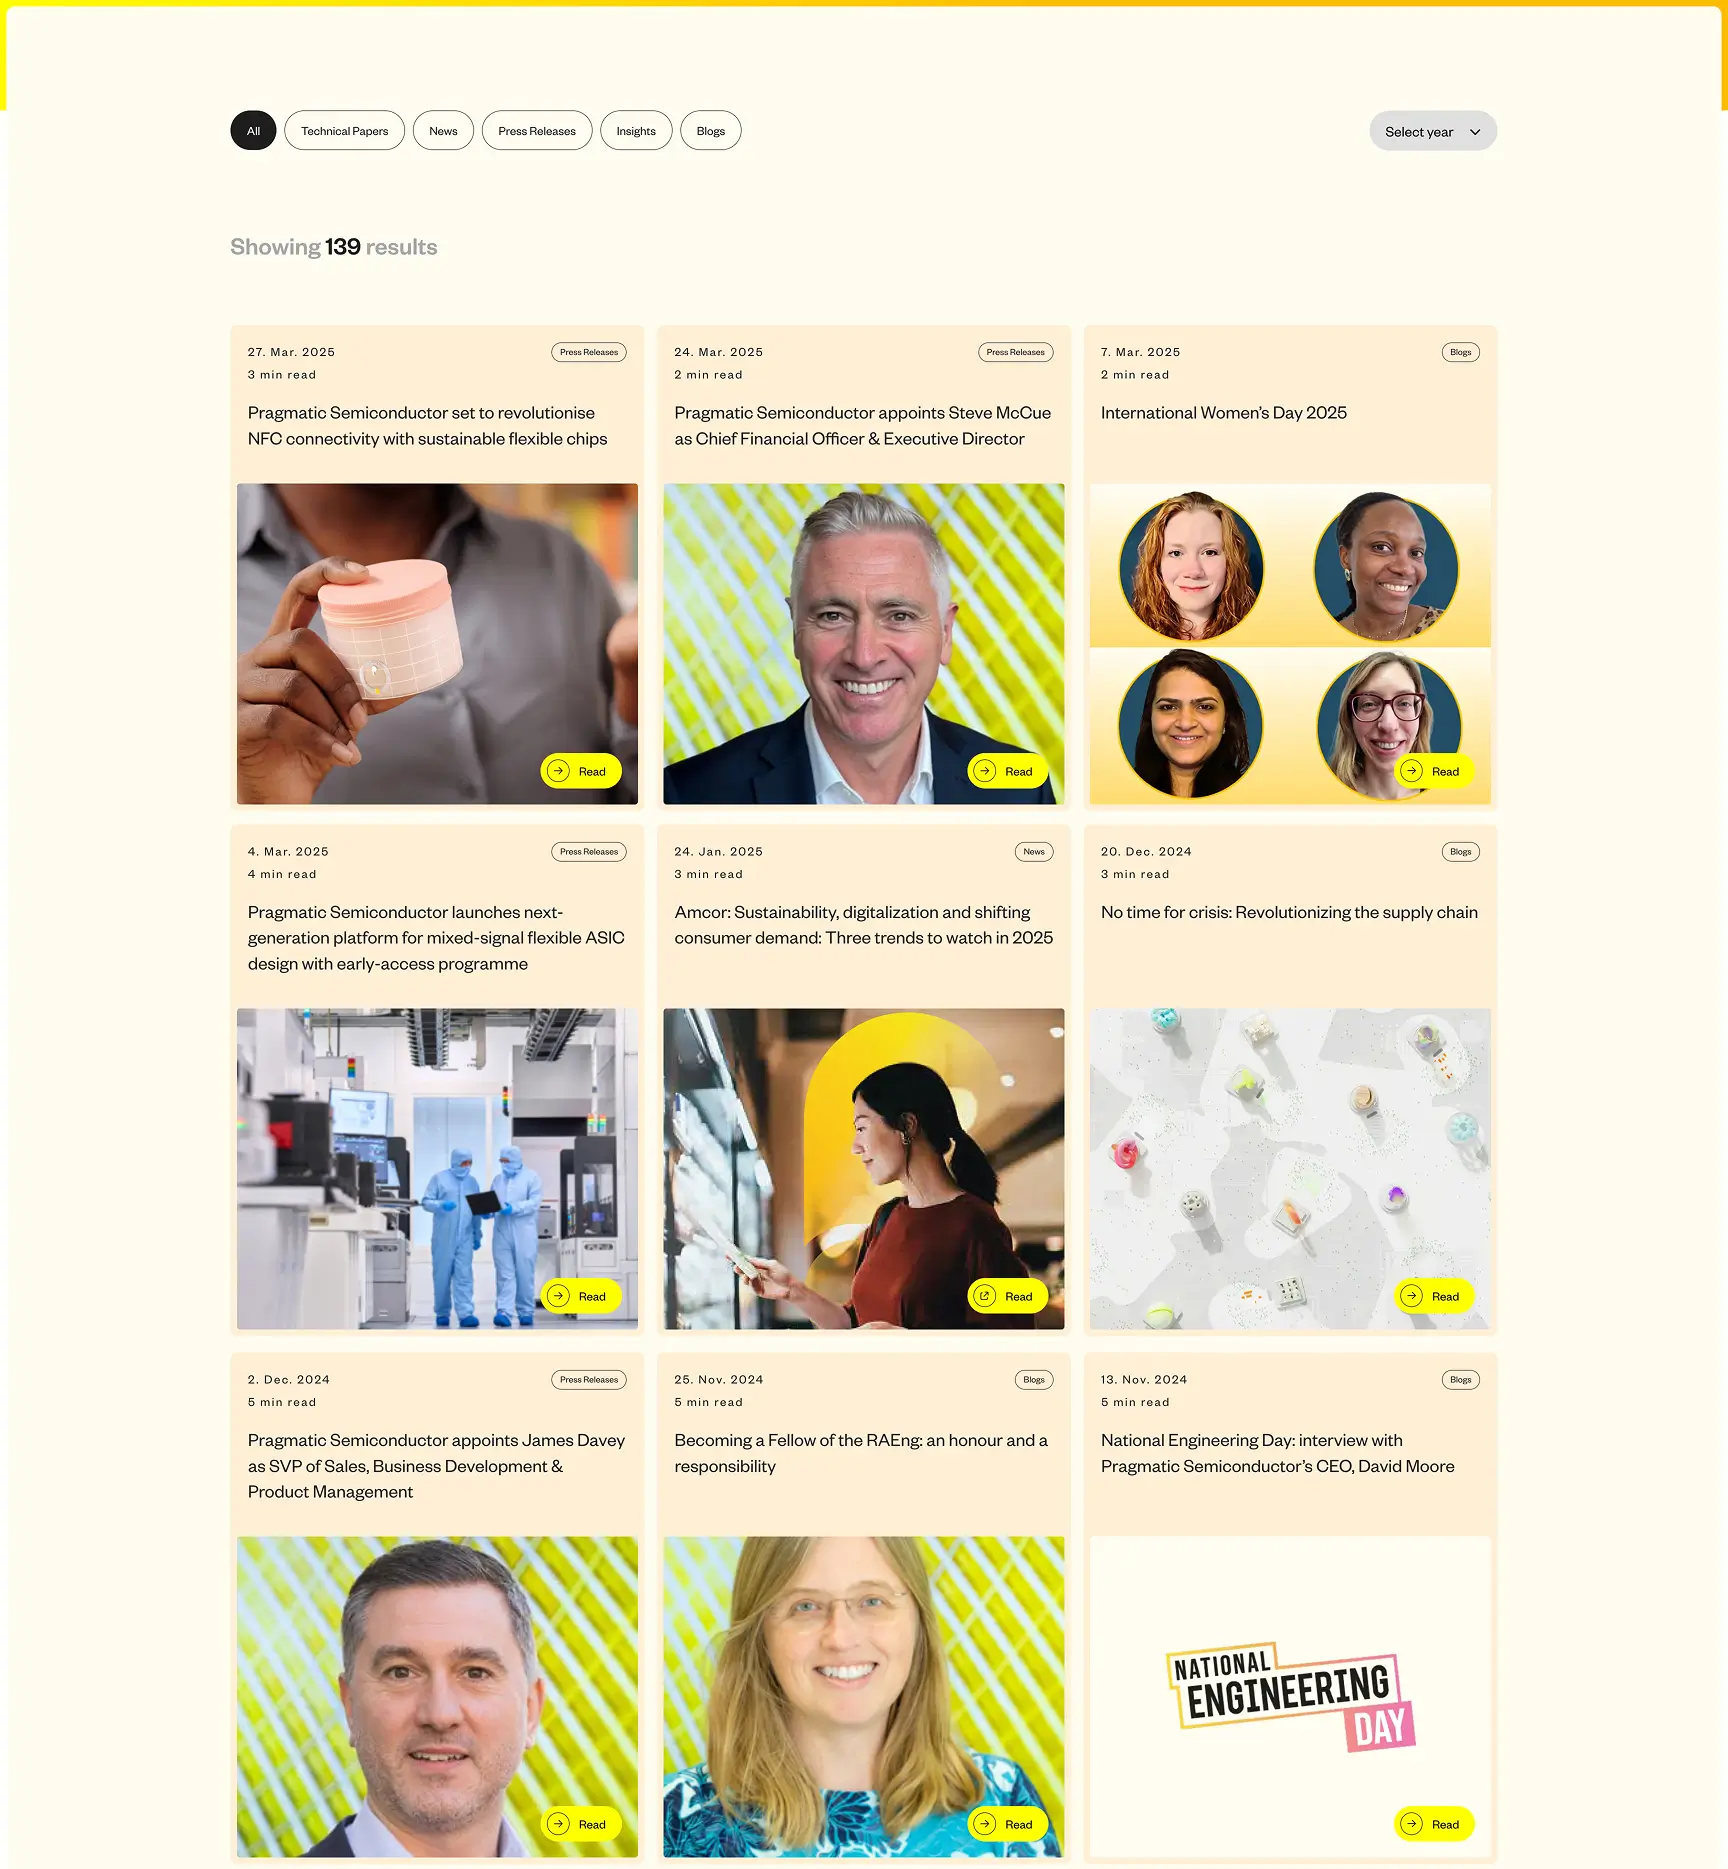 All
Technical Papers
News
Press Releases
Insights
Blogs
Select year
Showing 139 results
27. Mar. 2025
Press Releases
3 min read
Pragmatic Semiconductor set to revolutionise
NFC connectivity with sustainable flexible chips
Read
24. Mar. 2025
Press Releases
2 min read
Pragmatic Semiconductor appoints Steve McCue
as Chief Financial Officer & Executive Director
Read
7. Mar. 2025
Blogs
2 min read
International Women’s Day 2025
Read
4. Mar. 2025
Press Releases
4 min read
Pragmatic Semiconductor launches next-
generation platform for mixed-signal flexible ASIC
design with early-access programme
Read
24. Jan. 2025
News
3 min read
Amcor: Sustainability, digitalization and shifting
consumer demand: Three trends to watch in 2025
Read
20. Dec. 2024
Blogs
3 min read
No time for crisis: Revolutionizing the supply chain
Read
2. Dec. 2024
Press Releases
5 min read
Pragmatic Semiconductor appoints James Davey
as SVP of Sales, Business Development &
Product Management
Read
25. Nov. 2024
Blogs
5 min read
Becoming a Fellow of the RAEng: an honour and a
responsibility
Read
13. Nov. 2024
Blogs
5 min read
National Engineering Day: interview with
Pragmatic Semiconductor’s CEO, David Moore
NATIONAL
ENGINEERING
DAY
Read